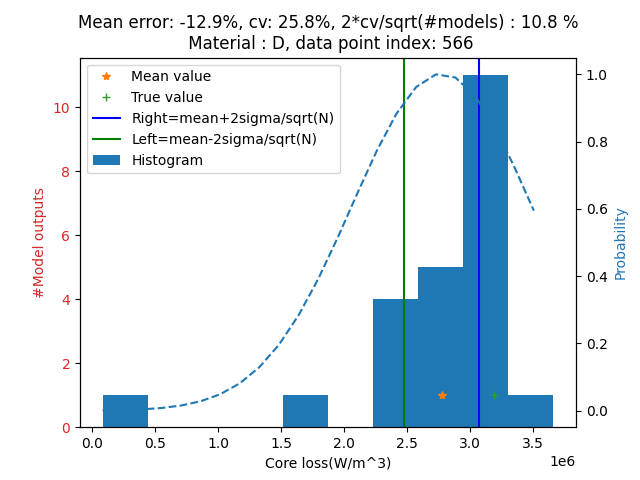 Mean error: -12.9%, cv: 25.8%, 2*cv/sqrt(#models) : 10.8 %
Material : D, data point index: 566
Mean value
True value
Right=mean+2sigma/sqrt(N)
Left=mean-2sigma/sqrt(N)
Histogram
#Model outputs
10
8
6
4
2
0
Probability
1.0
0.8
0.6
0.4
0.2
0.0
0.0 0.5 1.0 1.5 2.0 2.5 3.0 3.5
1e6
Core loss(W/m^3)